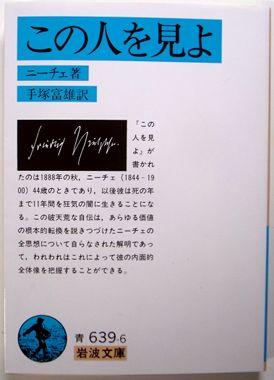 この人を見よ
ニーチェ著
手塚富雄訳
『この
人を見
よ』が
書かれ
たのは1888年の秋，ニーチェ（1844‐19
00）44歳のときであり，以後彼は死の年
まで11年間を狂気の闇に生きることにな
る。この破天荒な自伝は，あらゆる価値
の根本的転換を説きつづけたニーチェの
全思想について自らなされた解明であっ
て，われわれはこれによって彼の内面的
全体像を把握することができる。
青 639-6
岩波文庫